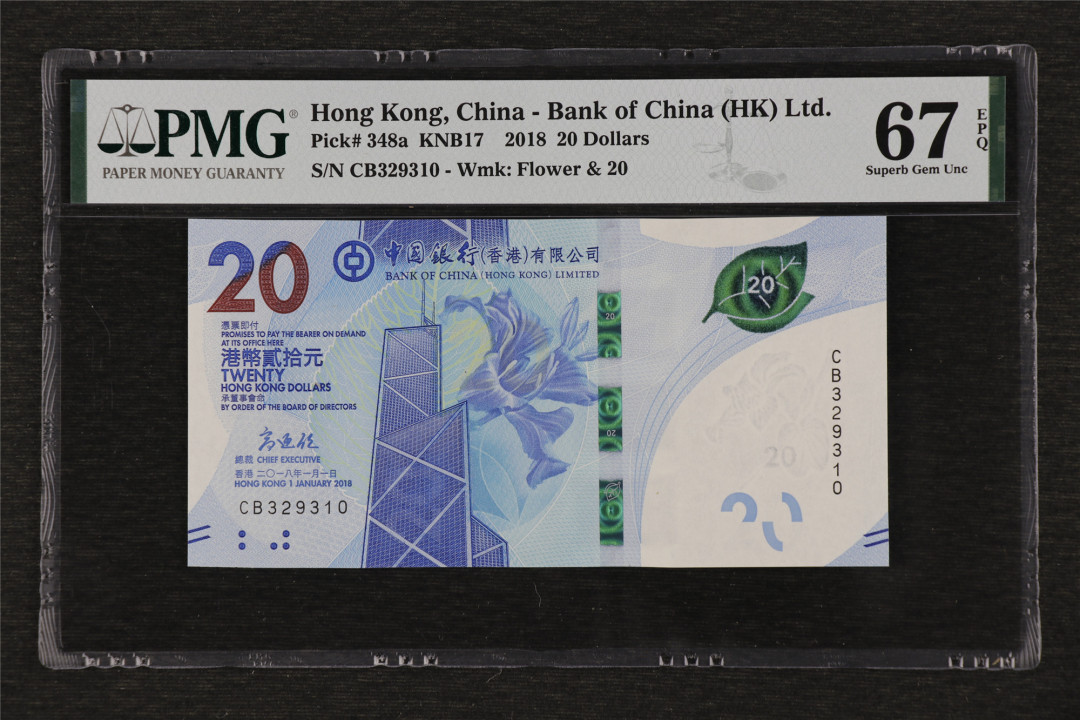 PMG®
PAPER MONEY GUARANTY
Hong Kong, China - Bank of China (HK) Ltd.
Pick# 348a KNB17 2018 20 Dollars
S/N CB329310 - Wmk: Flower & 20
67
EPQ
Superb Gem Unc
20
中國銀行(香港)有限公司
BANK OF CHINA (HONG KONG) LIMITED
憑票即付
PROMISES TO PAY THE BEARER ON DEMAND
AT ITS OFFICE HERE
港幣貳拾元
TWENTY
HONG KONG DOLLARS
承董事會命
BY ORDER OF THE BOARD OF DIRECTORS
總裁 CHIEF EXECUTIVE
香港 二〇一八年一月一日
HONG KONG 1 JANUARY 2018
CB329310
20
20
20
CB329310
20
20